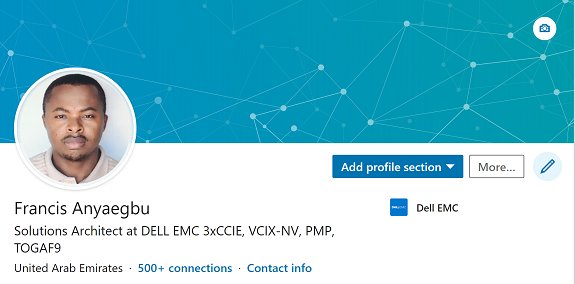 Add profile section
More...
Francis Anyaegbu
Dell EMC
Solutions Architect at DELL EMC 3xCCIE, VCIX-NV, PMP,
TOGAF9
United Arab Emirates · 500+ connections · Contact info